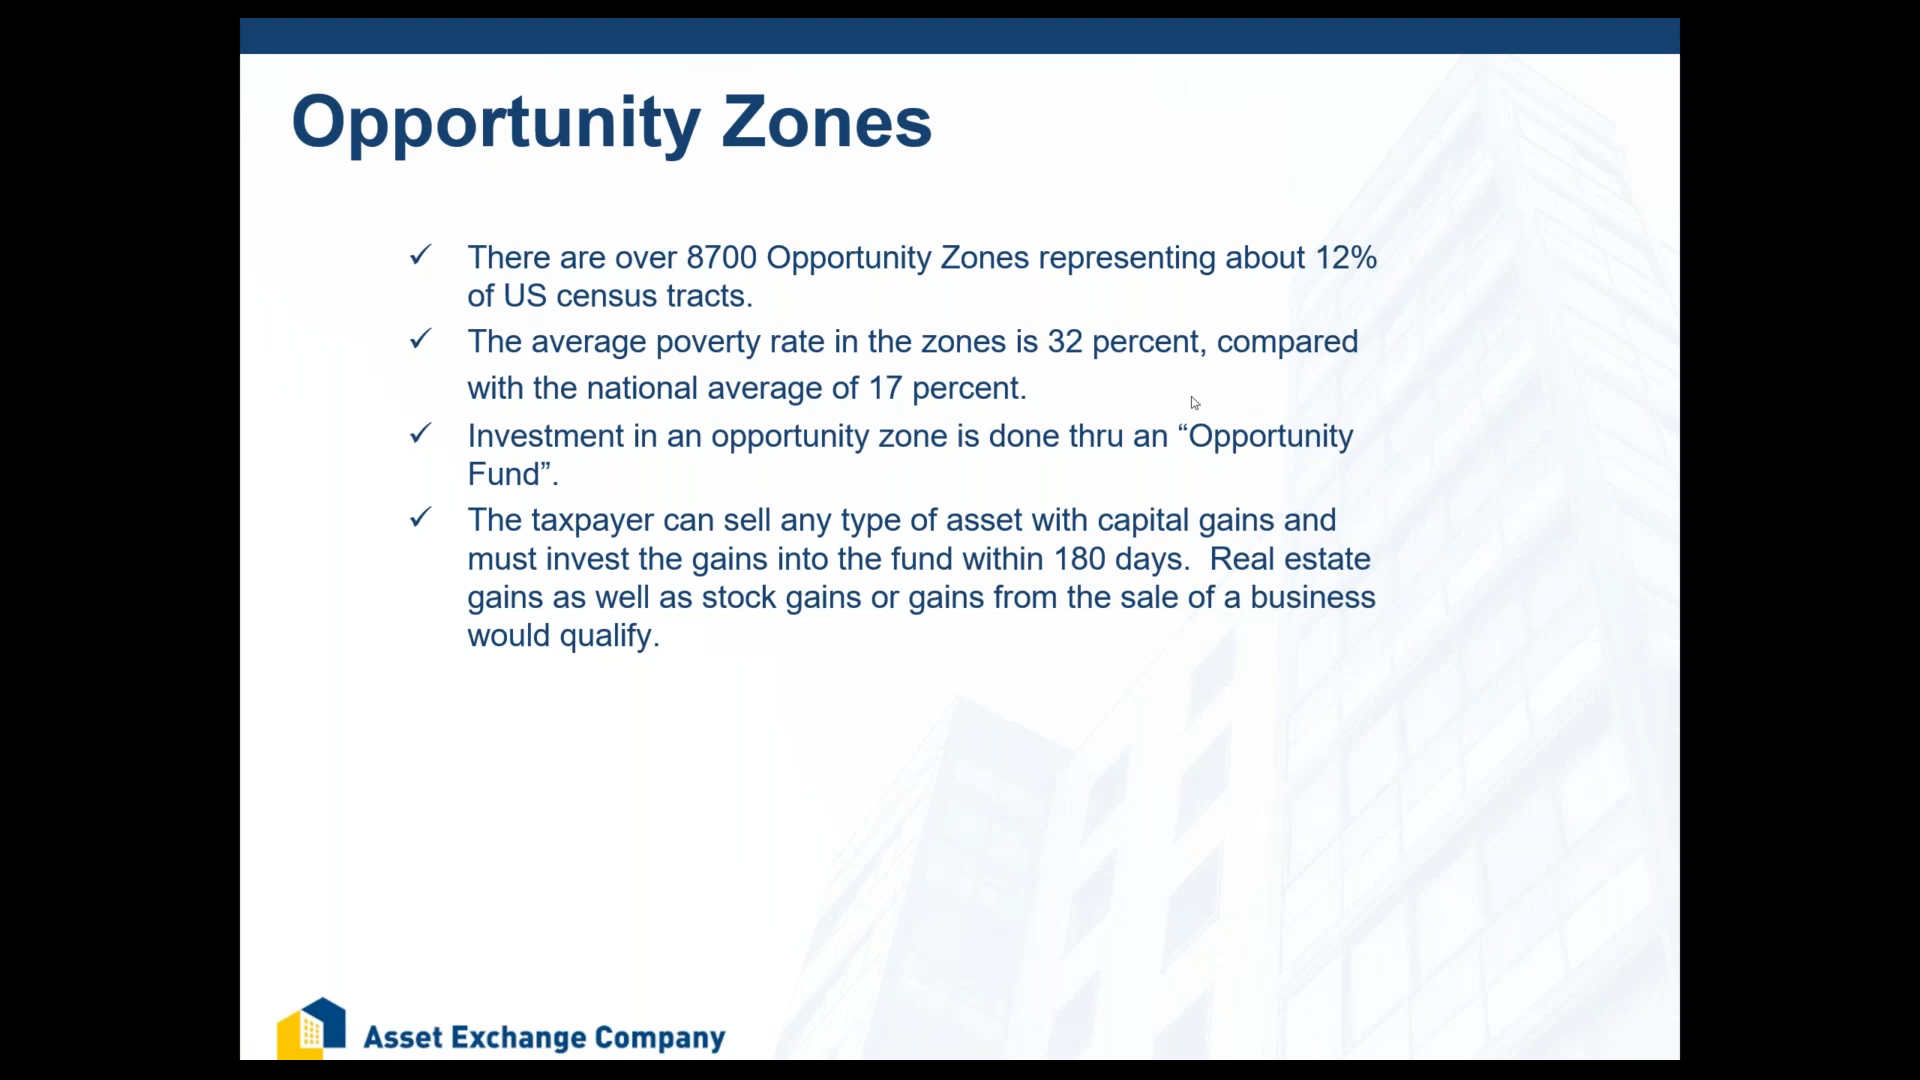 Opportunity Zones
✓ There are over 8700 Opportunity Zones representing about 12%
of US census tracts.
✓ The average poverty rate in the zones is 32 percent, compared
with the national average of 17 percent.
✓ Investment in an opportunity zone is done thru an “Opportunity
Fund”.
✓ The taxpayer can sell any type of asset with capital gains and
must invest the gains into the fund within 180 days.  Real estate
gains as well as stock gains or gains from the sale of a business
would qualify.
Asset Exchange Company